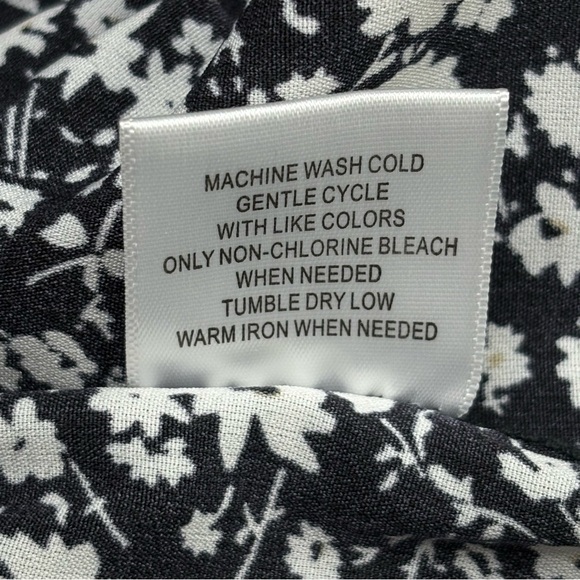 MACHINE WASH COLD
GENTLE CYCLE
WITH LIKE COLORS
ONLY NON-CHLORINE BLEACH
WHEN NEEDED
TUMBLE DRY LOW
WARM IRON WHEN NEEDED